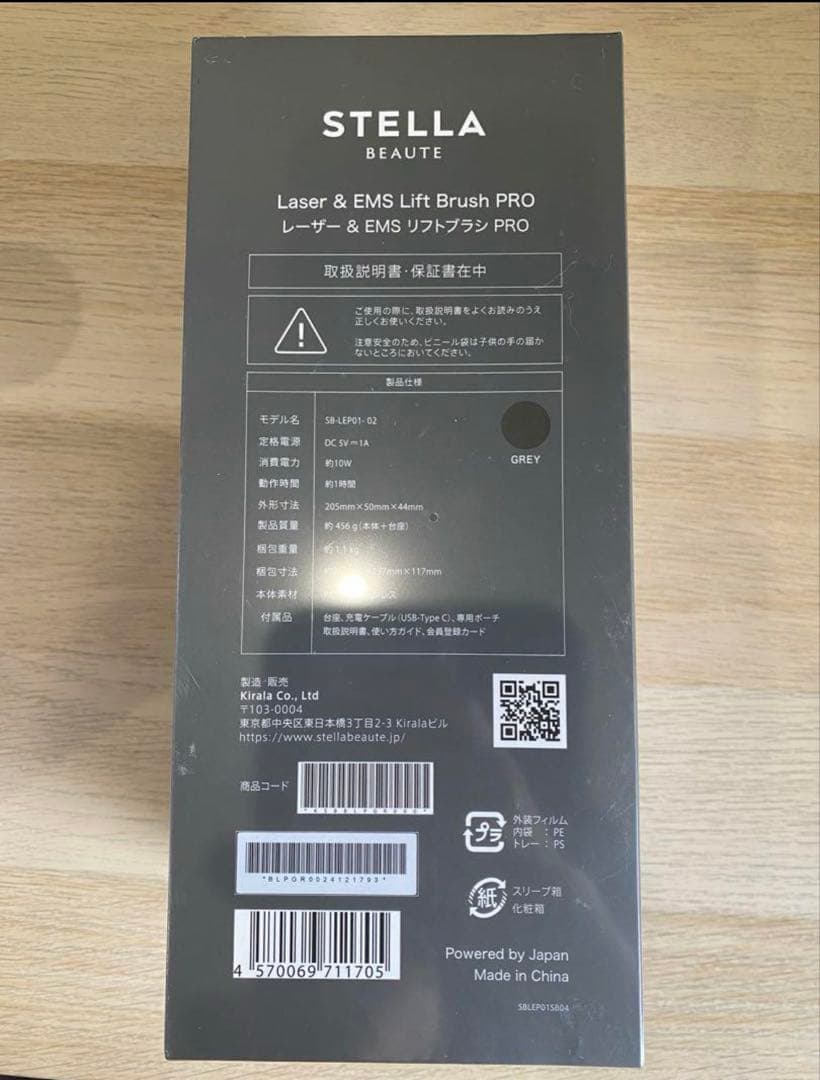 STELLA
BEAUTE
Laser & EMS Lift Brush PRO
レーザー & EMS リフトブラシ PRO
取扱説明書・保証書在中
ご使用の際に、取扱説明書をよくお読みのうえ
正しくお使いください。
注意安全のため、ビニール袋は子供の手の届か
ないところにおいてください。
製品仕様
モデル名 SB-LEP01- 02
定格電源 DC 5V⎓1A
消費電力 約10W
動作時間 約1時間
外形寸法 205mm×50mm×44mm
製品質量 約 456 g (本体+台座)
梱包重量 約 1.1 kg
梱包寸法 mm×117mm
本体素材
付属品 台座、充電ケーブル(USB-Type C)、専用ポーチ
取扱説明書、使い方ガイド、会員登録カード
GREY
製造・販売
Kirala Co., Ltd
〒103-0004
東京都中央区東日本橋3丁目2-3 Kiralaビル
https://www.stellabeaute.jp/
商品コード
*BLPGR0024121793*
4 570069 711705
プラ
外装フィルム
内袋 : PE
トレー : PS
紙
スリーブ箱
化粧箱
Powered by Japan
Made in China
SBLEP01SB04